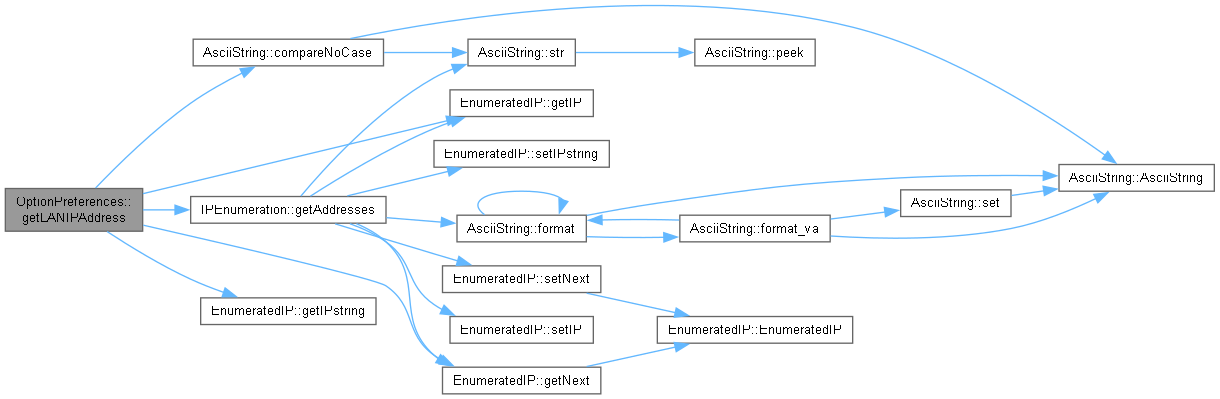 AsciiString::compareNoCase
AsciiString::str
AsciiString::peek
EnumeratedIP::getIP
EnumeratedIP::setIPstring
AsciiString::AsciiString
OptionPreferences::
getLANIPAddress
IPEnumeration::getAddresses
AsciiString::set
AsciiString::format
AsciiString::format_va
EnumeratedIP::setNext
EnumeratedIP::getIPstring
EnumeratedIP::setIP
EnumeratedIP::EnumeratedIP
EnumeratedIP::getNext